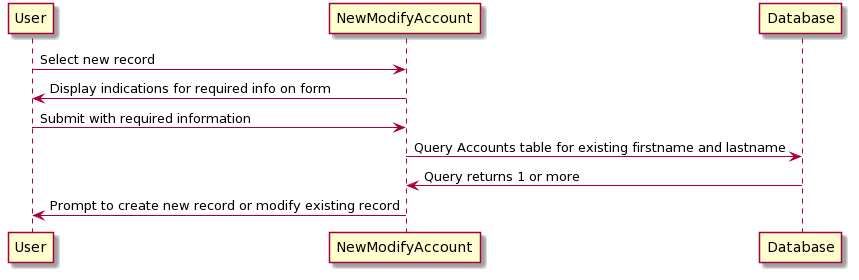 User
NewModifyAccount
Database
Select new record
Display indications for required info on form
Submit with required information
Query Accounts table for existing firstname and lastname
Query returns 1 or more
Prompt to create new record or modify existing record
User
NewModifyAccount
Database